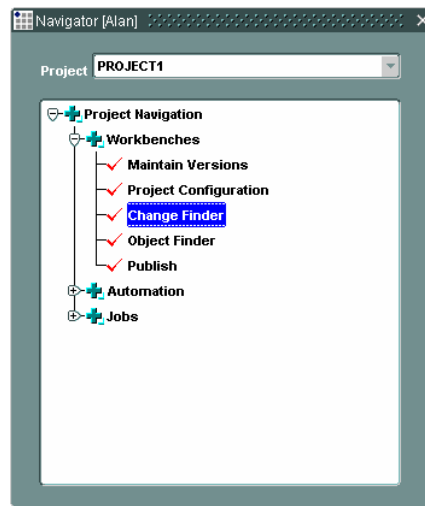 Navigator [Alan]
Project PROJECT1
Project Navigation
Workbenches
Maintain Versions
Project Configuration
Change Finder
Object Finder
Publish
Automation
Jobs